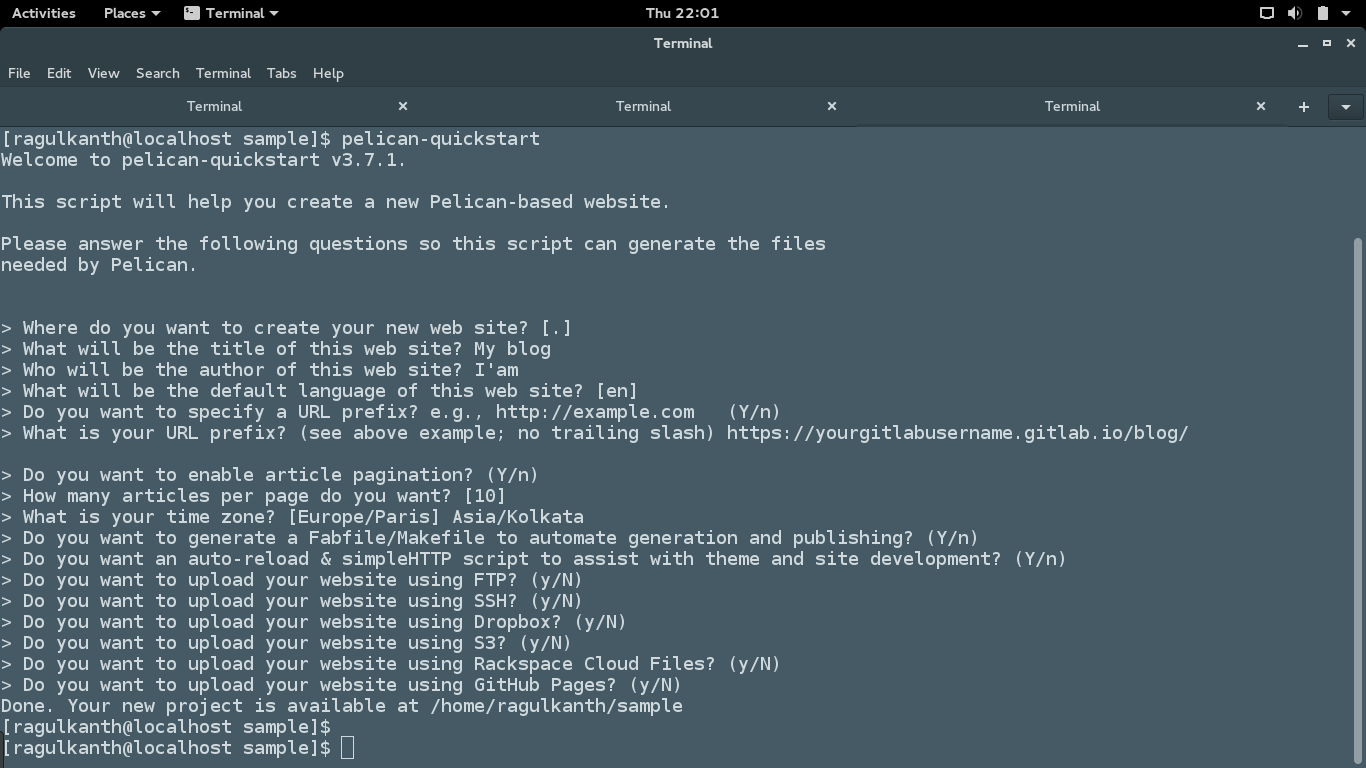 Activities Places Terminal Thu 22:01
Terminal
File Edit View Search Terminal Tabs Help
Terminal Terminal Terminal
[ragulkanth@localhost sample]$ pelican-quickstart
Welcome to pelican-quickstart v3.7.1.
This script will help you create a new Pelican-based website.
Please answer the following questions so this script can generate the files
needed by Pelican.
> Where do you want to create your new web site? [.]
> What will be the title of this web site? My blog
> Who will be the author of this web site? I'am
> What will be the default language of this web site? [en]
> Do you want to specify a URL prefix? e.g., http://example.com   (Y/n)
> What is your URL prefix? (see above example; no trailing slash) https://yourgitlabusername.gitlab.io/blog/
> Do you want to enable article pagination? (Y/n)
> How many articles per page do you want? [10]
> What is your time zone? [Europe/Paris] Asia/Kolkata
> Do you want to generate a Fabfile/Makefile to automate generation and publishing? (Y/n)
> Do you want an auto-reload & simpleHTTP script to assist with theme and site development? (Y/n)
> Do you want to upload your website using FTP? (y/N)
> Do you want to upload your website using SSH? (y/N)
> Do you want to upload your website using Dropbox? (y/N)
> Do you want to upload your website using S3? (y/N)
> Do you want to upload your website using Rackspace Cloud Files? (y/N)
> Do you want to upload your website using GitHub Pages? (y/N)
Done. Your new project is available at /home/ragulkanth/sample
[ragulkanth@localhost sample]$
[ragulkanth@localhost sample]$